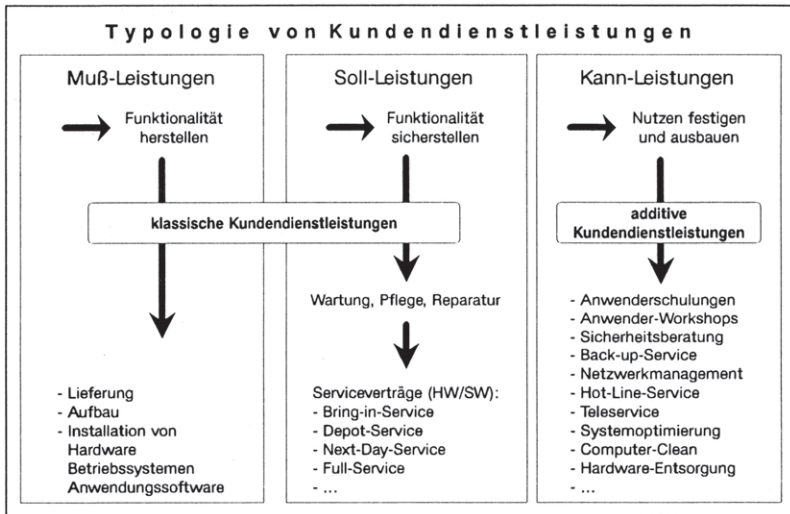 Typologie von Kundendienstleistungen
Muß-Leistungen
Funktionalität
herstellen
Soll-Leistungen
Funktionalität
sicherstellen
Kann-Leistungen
Nutzen festigen
und ausbauen
klassische Kundendienstleistungen
additive
Kundendienstleistungen
- Lieferung
- Aufbau
- Installation von
Hardware
Betriebssystemen
Anwendungssoftware
Wartung, Pflege, Reparatur
Serviceverträge (HW/SW):
- Bring-in-Service
- Depot-Service
- Next-Day-Service
- Full-Service
- ...
- Anwenderschulungen
- Anwender-Workshops
- Sicherheitsberatung
- Back-up-Service
- Netzwerkmanagement
- Hot-Line-Service
- Teleservice
- Systemoptimierung
- Computer-Clean
- Hardware-Entsorgung
- ...